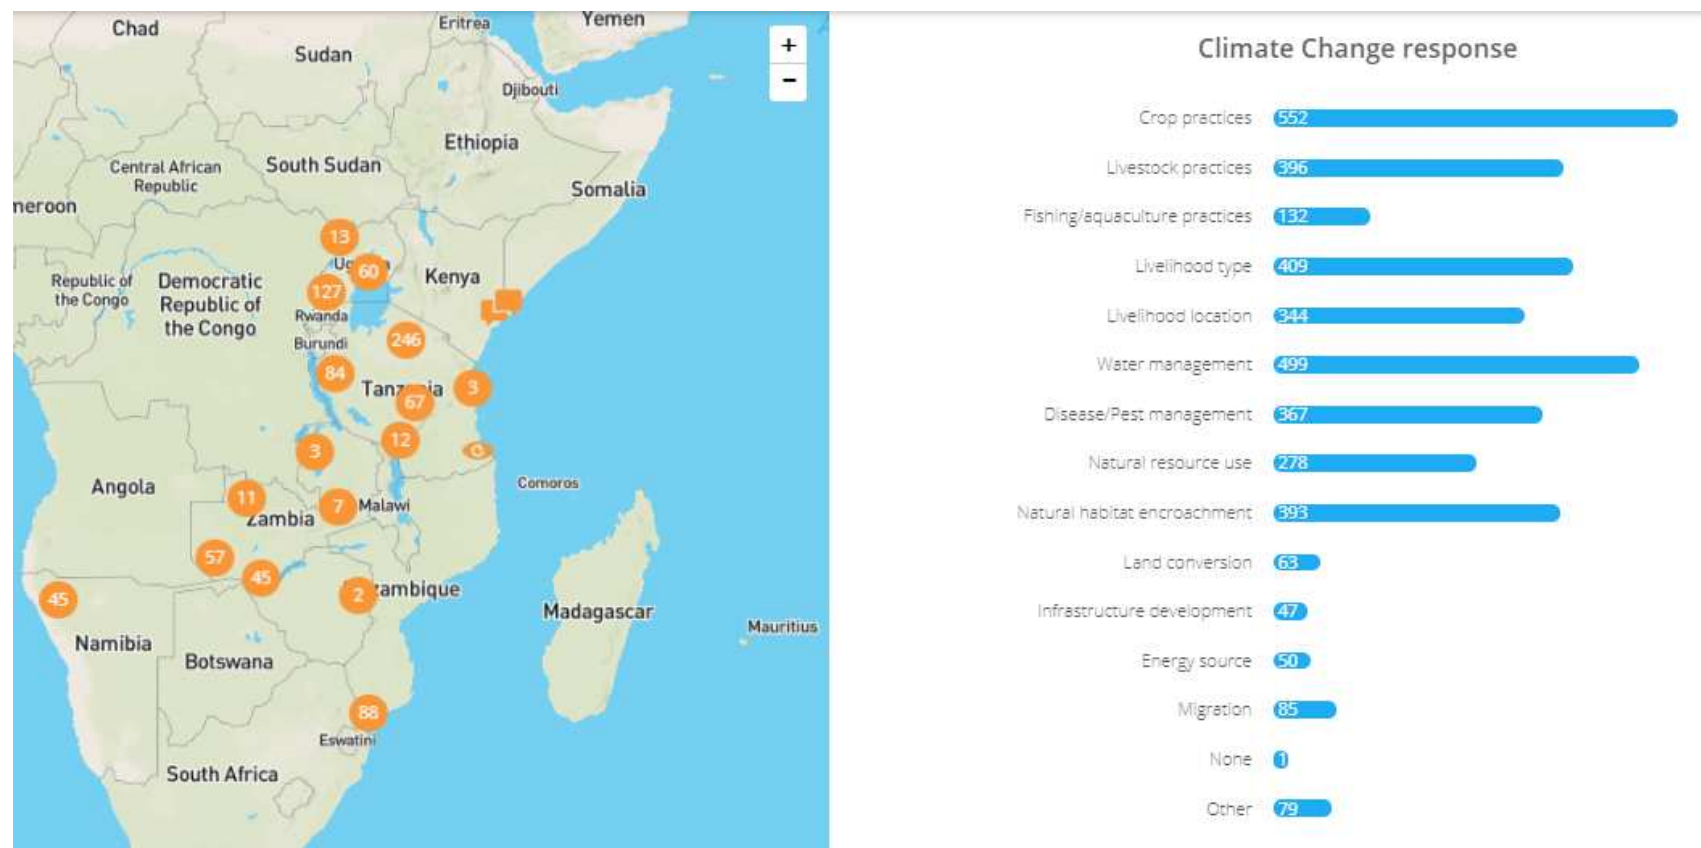 Chad
Eritrea
Yemen
Sudan
+
−
Djibouti
Ethiopia
Central African
Republic
South Sudan
Somalia
meroon
13
60
Kenya
Republic of
the Congo
Democratic
Republic of
the Congo
127
Rwanda
246
Burundi
84
3
67
12
3
Angola
Comoros
11
7
Malawi
Zambia
57
45
45
2
zambique
Madagascar
Mauritius
Namibia
Botswana
88
Eswatini
South Africa
Climate Change response
Crop practices 552
Livestock practices 396
Fishing/aquaculture practices 132
Livelihood type 409
Livelihood location 344
Water management 499
Disease/Pest management 367
Natural resource use 278
Natural habitat encroachment 393
Land conversion 63
Infrastructure development 47
Energy source 50
Migration 85
None 1
Other 79